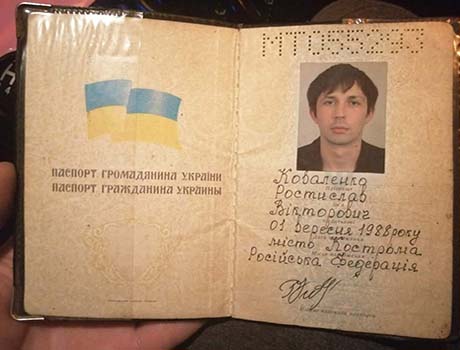 ПАСПОРТ ГРОМАДЯНИНА УКРАЇНИ
ПАСПОРТ ГРАЖДАНИНА УКРАИНЫ
МТ055293
Коваленко
Ростислав
Вікторович
01 вересня 1988 року
місто Кострома
Російська Федерація